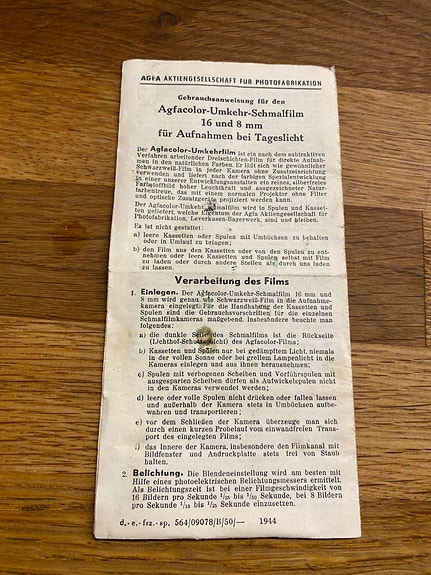 AGFA AKTIENGESELLSCHAFT FÜR PHOTOFABRIKATION
Gebrauchsanweisung für den
Agfacolor-Umkehr-Schmalfilm
16 und 8 mm
für Aufnahmen bei Tageslicht
Der Agfacolor-Umkehrfilm ist ein nach dem subtraktiven
Verfahren arbeitender Dreischichten-Film für direkte Aufnah-
men in den natürlichen Farben. Er läßt sich wie gewöhnlicher
Schwarzweiß-Film in jeder Kamera ohne Zusatzeinrichtung
verwenden und liefert nach der farbigen Spezialentwicklung
in einer unserer Entwicklungsanstalten ein reines, silberfreies
Farbstoffbild hoher Leuchtkraft und ausgezeichneter Natur-
farbentreue, das mit einem normalen Projektor ohne Filter
und optische Zusatzgeräte projiziert werden kann.
Der Agfacolor-Umkehr-Schmalfilm wird in Spulen und Kasset-
ten geliefert, welche Eigentum der Agfa Aktiengesellschaft für
Photofabrikation, Leverkusen-Bayerwerk, sind und bleiben.
Es ist nicht gestattet:
a) leere Kassetten oder Spulen mit Umbüchsen zu behalten
oder in Umlauf zu bringen;
b) den Film aus den Kassetten oder von den Spulen zu ent-
nehmen oder leere Kassetten und Spulen selbst mit Film
zu laden oder durch andere Stellen als durch uns laden
zu lassen.
Verarbeitung des Films
1. Einlegen. Der Agfacolor-Umkehr-Schmalfilm 16 mm und
8 mm wird genau wie Schwarzweiß-Film in die Aufnahme-
kamera eingelegt. Für die Handhabung der Kassetten und
Spulen sind die Gebrauchsvorschriften für die einzelnen
Schmalfilmkameras maßgebend. Insbesondere beachte man
folgendes:
a) die dunkle Seite des Schmalfilms ist die Rückseite
(Lichthof-Schutzschicht) des Agfacolor-Films;
b) Kassetten und Spulen nur bei gedämpftem Licht, niemals
in der vollen Sonne oder bei grellem Lampenlicht in die
Kameras einlegen und aus ihnen herausnehmen;
c) Spulen mit verbogenen Scheiben und Vorführspulen mit
ausgesparten Scheiben dürfen als Aufwickelspulen nicht
in den Kameras verwendet werden;
d) leere oder volle Spulen nicht drücken oder fallen lassen
und außerhalb der Kamera stets in Umbüchsen aufbe-
wahren und transportieren;
e) vor dem Schließen der Kamera überzeuge man sich
durch einen kurzen Probelauf vom einwandfreien Trans-
port des eingelegten Films;
f) das Innere der Kamera, insbesondere den Filmkanal mit
Bildfenster und Andruckplatte stets frei von Staub
halten.
2. Belichtung. Die Blendeneinstellung wird am besten mit
Hilfe eines photoelektrischen Belichtungsmessers ermittelt.
Als Belichtungszeit ist bei einer Filmgeschwindigkeit von
16 Bildern pro Sekunde 1/25 bis 1/30 Sekunde, bei 8 Bildern
pro Sekunde 1/15 bis 1/25 Sekunde einzusetzen.
d.-e.-frz.-sp. 564/09078/B/50/— 1944